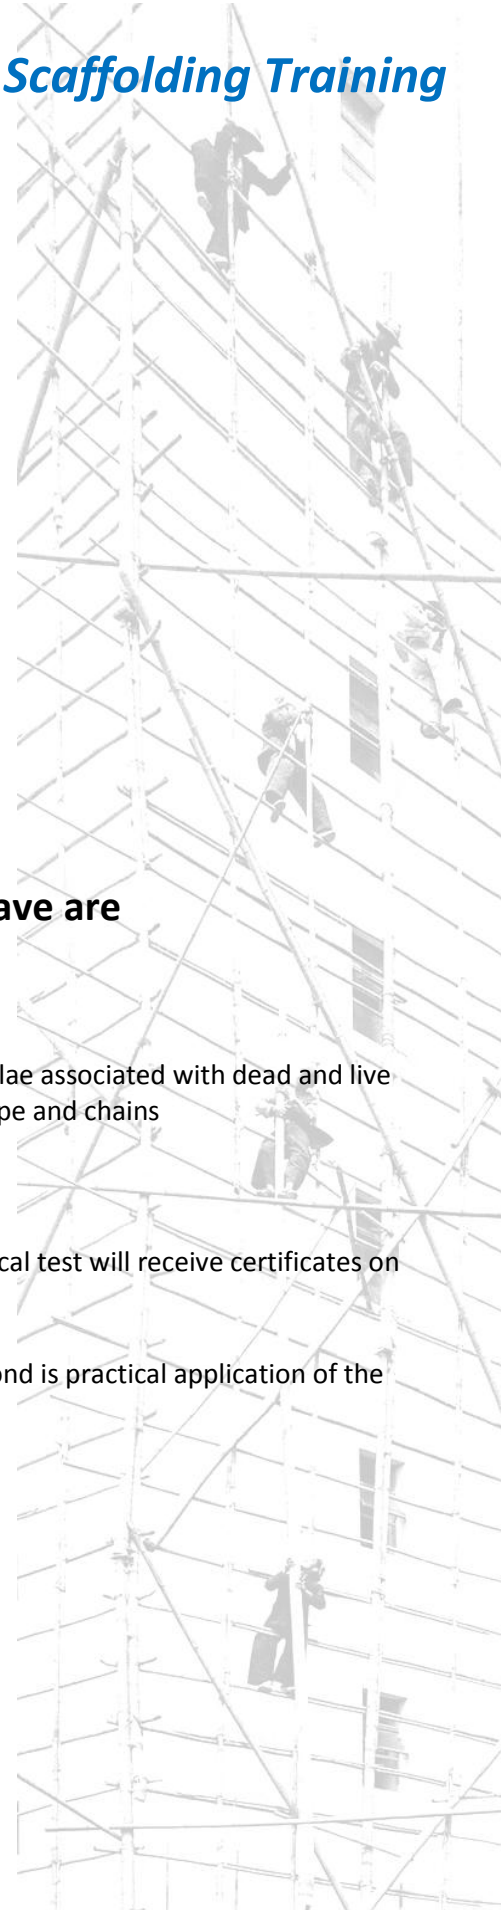 Scaffolding Training
ave are
lae associated with dead and live
pe and chains
cal test will receive certificates on
ond is practical application of the